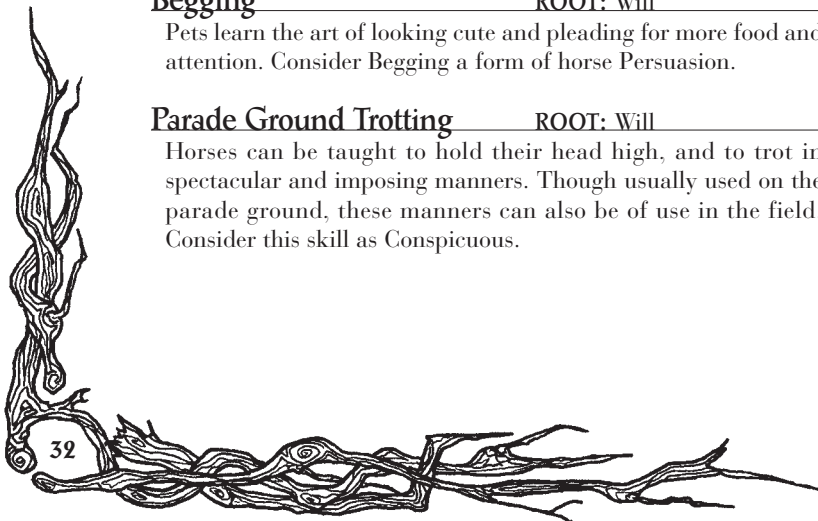 Begging ROOT: Will
Pets learn the art of looking cute and pleading for more food and
attention. Consider Begging a form of horse Persuasion.
Parade Ground Trotting ROOT: Will
Horses can be taught to hold their head high, and to trot in
spectacular and imposing manners. Though usually used on the
parade ground, these manners can also be of use in the field
Consider this skill as Conspicuous.
32